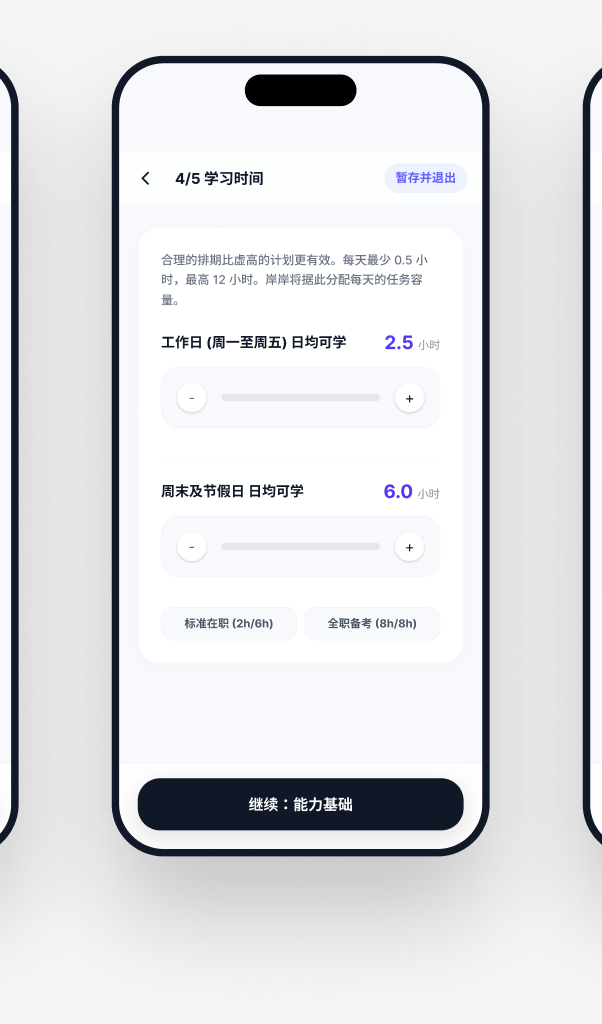 4/5 学习时间
暂存并退出
合理的排期比虚高的计划更有效。每天最少 0.5 小
时，最高 12 小时。岸岸将据此分配每天的任务容
量。
工作日 (周一至周五) 日均可学
2.5 小时
-
+
周末及节假日 日均可学
6.0 小时
-
+
标准在职 (2h/6h)
全职备考 (8h/8h)
继续：能力基础